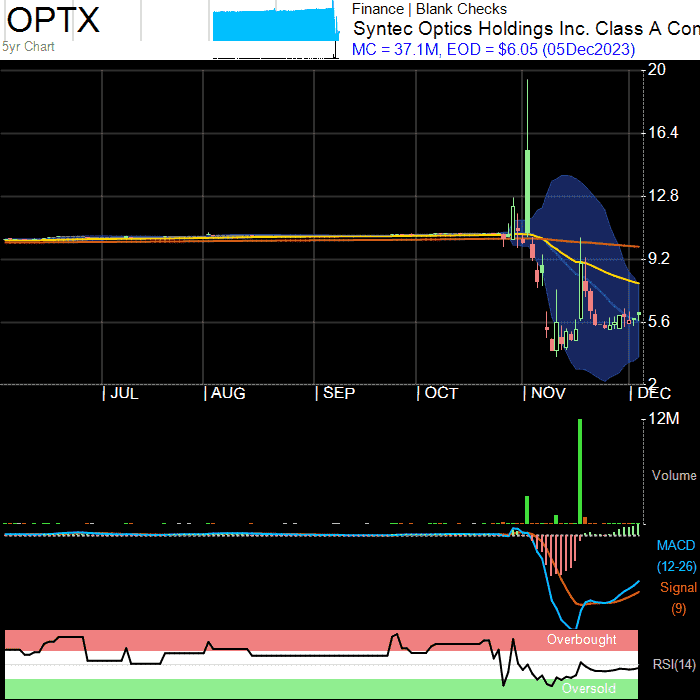 OPTX
5yr Chart
Finance | Blank Checks
Syntec Optics Holdings Inc. Class A Con
MC = 37.1M, EOD = $6.05 (05Dec2023)
20
16.4
12.8
9.2
5.6
2
| JUL | AUG | SEP | OCT | NOV | DEC
12M
Volume
MACD
(12-26)
Signal
(9)
Overbought
RSI(14)
Oversold